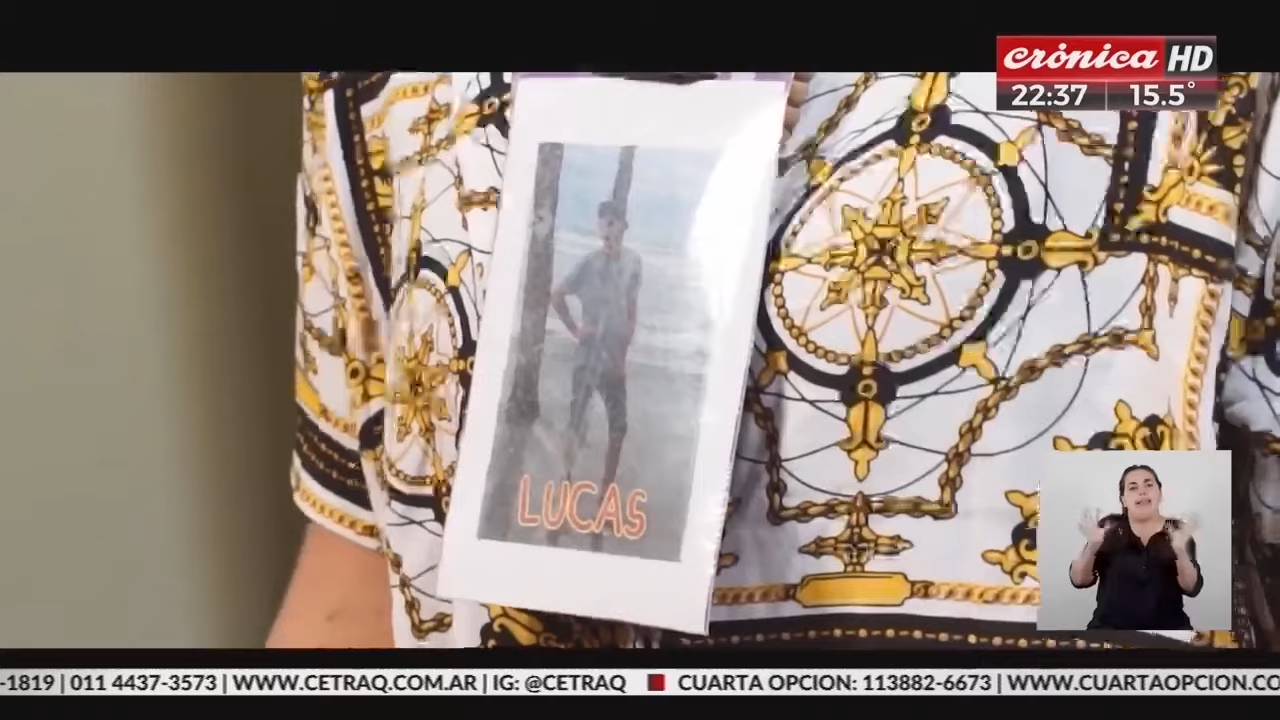 crónica HD
22:37 | 15.5°
LUCAS
-1819 | 011 4437-3573 | WWW.CETRAQ.COM.AR | IG: @CETRAQ ■ CUARTA OPCION: 113882-6673 | WWW.CUARTAOPCION.CO